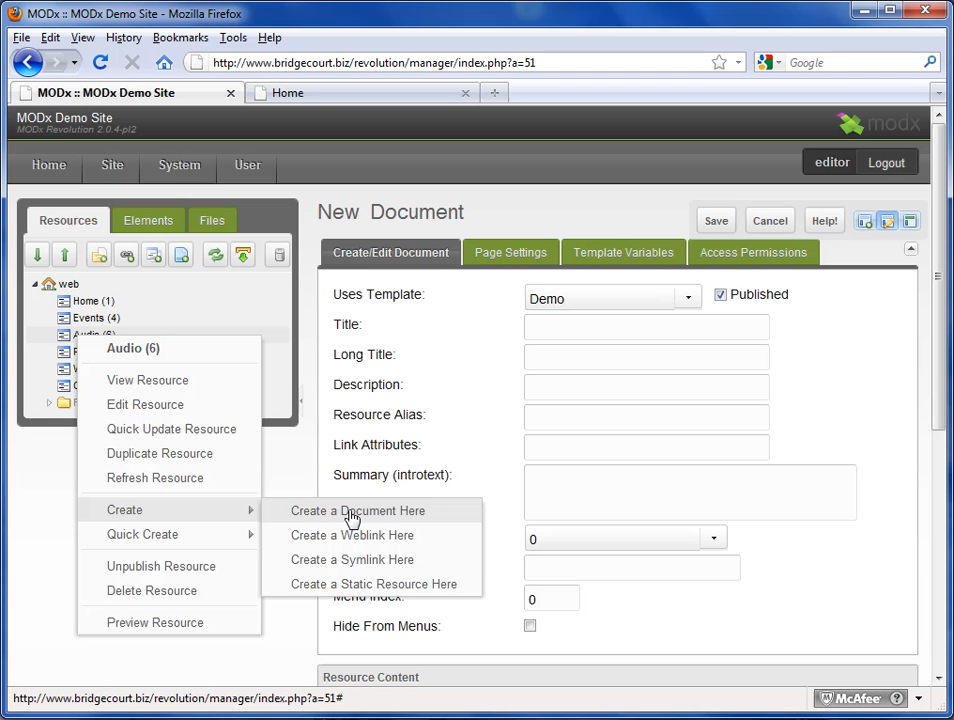 MODx :: MODx Demo Site - Mozilla Firefox
File Edit View History Bookmarks Tools Help
http://www.bridgecourt.biz/revolution/manager/index.php?a=51
Google
MODx :: MODx Demo Site
Home
MODx Demo Site
MODx Revolution 2.0.4-pl2
modx
Home Site System User
editor Logout
Resources Elements Files
New Document
Save Cancel Help!
Create/Edit Document Page Settings Template Variables Access Permissions
web
Home (1)
Events (4)
Audio (6)
Audio (6)
View Resource
Edit Resource
Quick Update Resource
Duplicate Resource
Refresh Resource
Create
Quick Create
Unpublish Resource
Delete Resource
Preview Resource
Create a Document Here
Create a Weblink Here
Create a Symlink Here
Create a Static Resource Here
Uses Template: Demo Published
Title:
Long Title:
Description:
Resource Alias:
Link Attributes:
Summary (introtext):
0
Menu Index: 0
Hide From Menus:
Resource Content
http://www.bridgecourt.biz/revolution/manager/index.php?a=51#
McAfee